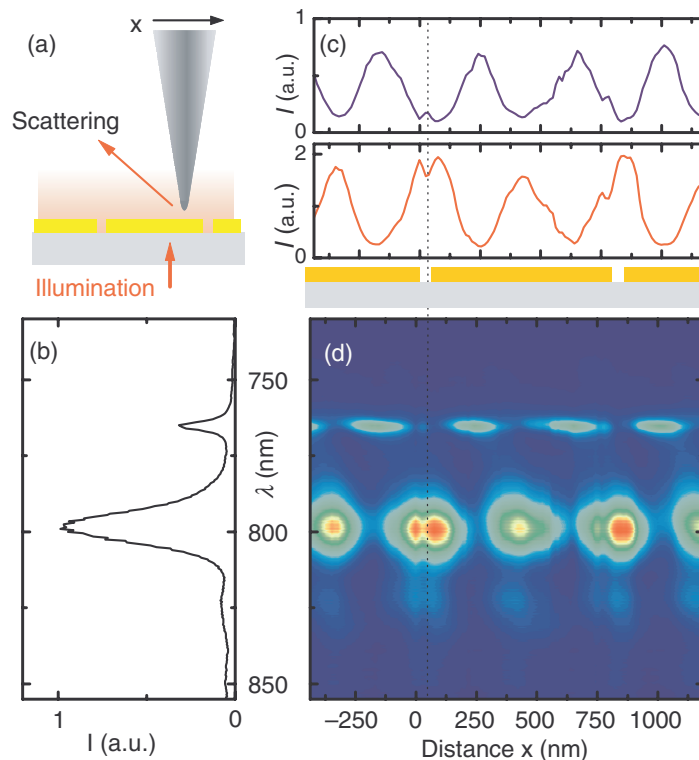 (a)
x
Scattering
Illumination
(c)
1
I (a.u.)
0
2
I (a.u.)
0
(b)
750
λ (nm)
800
850
1
0
I (a.u.)
(d)
−250
0
250
500
750
1000
Distance x (nm)